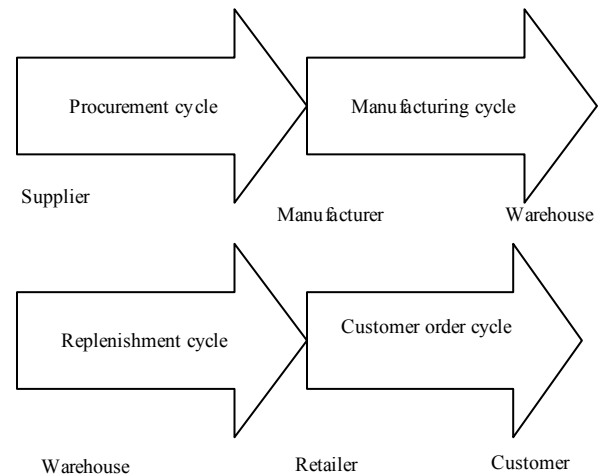 Procurement cycle
Manufacturing cycle
Supplier
Manufacturer
Warehouse
Replenishment cycle
Customer order cycle
Warehouse
Retailer
Customer